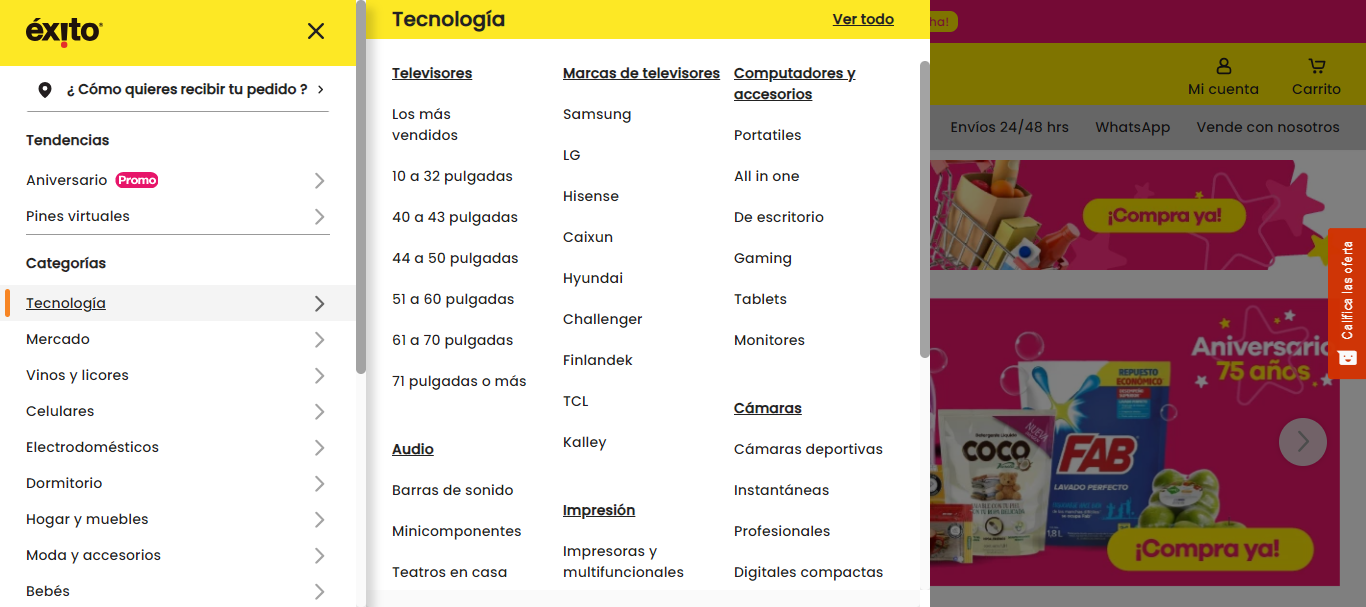 éxito
¿ Cómo quieres recibir tu pedido ?
Tendencias
Aniversario Promo
Pines virtuales
Categorías
Tecnología
Mercado
Vinos y licores
Celulares
Electrodomésticos
Dormitorio
Hogar y muebles
Moda y accesorios
Bebés
Tecnología
Ver todo
Televisores
Los más
vendidos
10 a 32 pulgadas
40 a 43 pulgadas
44 a 50 pulgadas
51 a 60 pulgadas
61 a 70 pulgadas
71 pulgadas o más
Audio
Barras de sonido
Minicomponentes
Teatros en casa
Marcas de televisores
Samsung
LG
Hisense
Caixun
Hyundai
Challenger
Finlandek
TCL
Kalley
Impresión
Impresoras y
multifuncionales
Computadores y
accesorios
Portatiles
All in one
De escritorio
Gaming
Tablets
Monitores
Cámaras
Cámaras deportivas
Instantáneas
Profesionales
Digitales compactas
ha!
Mi cuenta
Carrito
Envíos 24/48 hrs
WhatsApp
Vende con nosotros
¡Compra ya!
Califica las oferta
Aniversario
75 años
REPUESTO
ECONÓMICO
NUEVA
Detergente Líquido
COCO
FAB
LAVADO PERFECTO
1.8L
¡Compra ya!